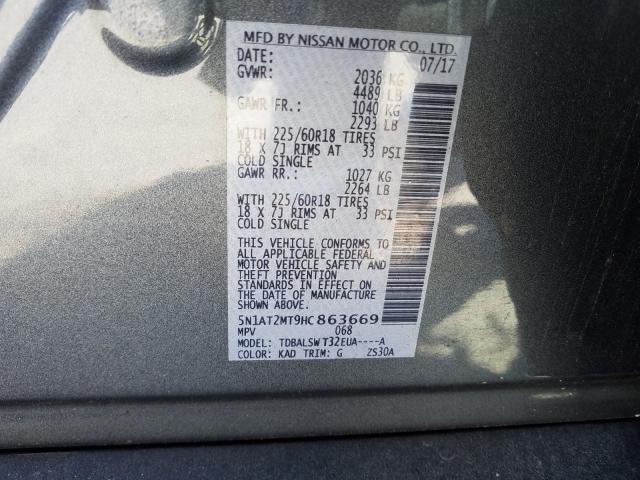 MFD BY NISSAN MOTOR CO., LTD.
DATE: 07/17
GVWR: 2036 KG
4489 LB
GAWR FR.: 1040 KG
2293 LB
WITH 225/60R18 TIRES
18 X 7J RIMS AT 33 PSI
COLD SINGLE
GAWR RR.: 1027 KG
2264 LB
WITH 225/60R18 TIRES
18 X 7J RIMS AT 33 PSI
COLD SINGLE
THIS VEHICLE CONFORMS TO
ALL APPLICABLE FEDERAL
MOTOR VEHICLE SAFETY AND
THEFT PREVENTION
STANDARDS IN EFFECT ON
THE DATE OF MANUFACTURE
SHOWN ABOVE.
5N1AT2MT9HC863669
MPV 068
MODEL: TDBALSWT32EUA----A
COLOR: KAD TRIM: G ZS30A